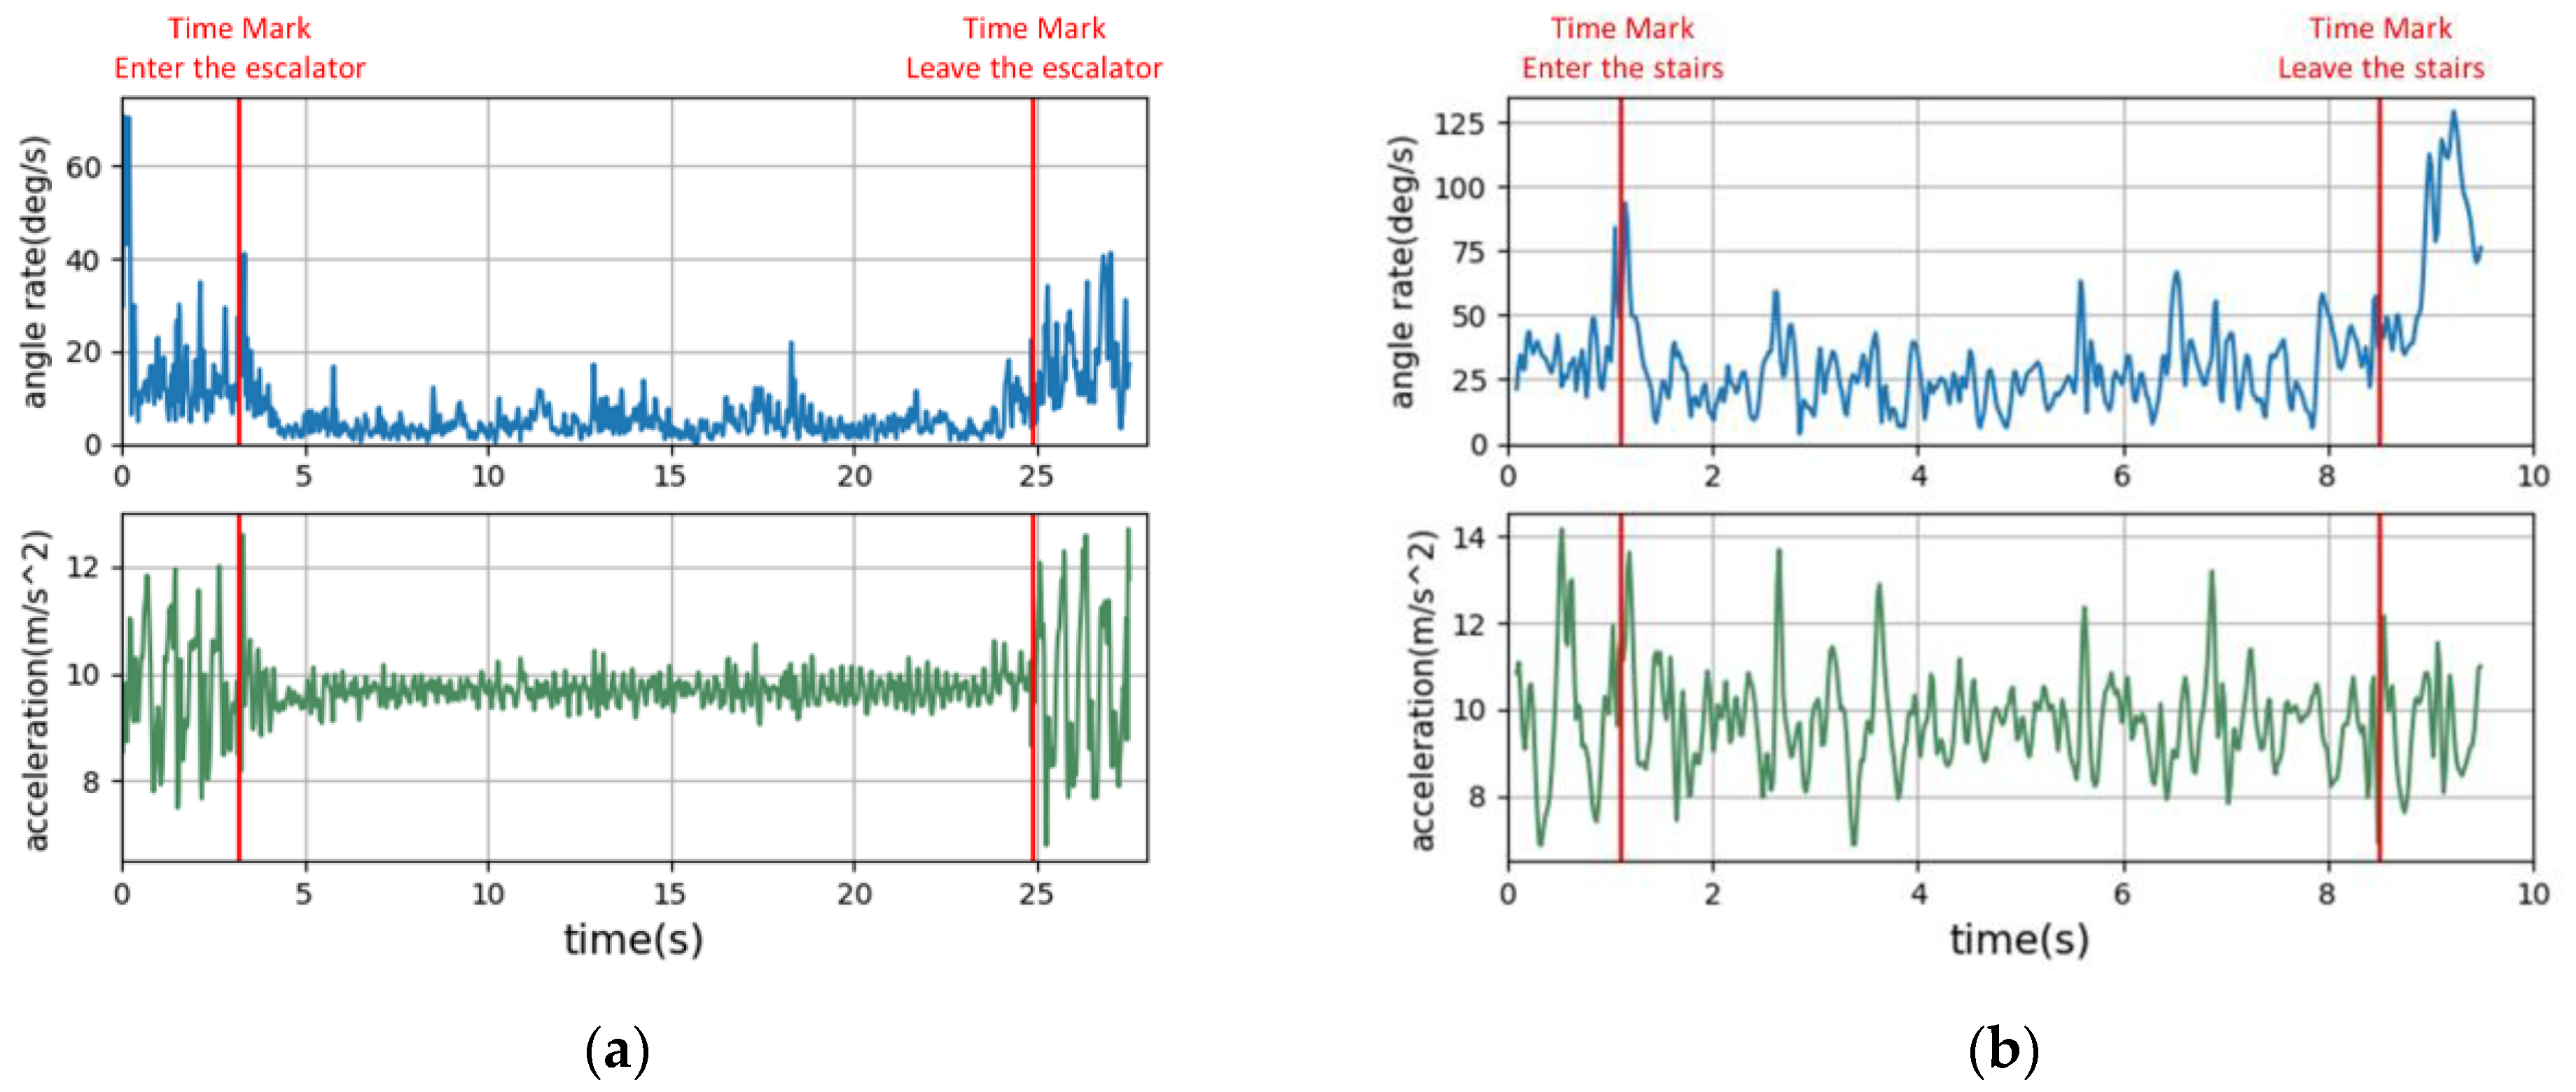 Time Mark
Enter the escalator
Time Mark
Leave the escalator
angle rate(deg/s)
60
40
20
0
0 5 10 15 20 25
acceleration(m/s^2)
12
10
8
0 5 10 15 20 25
time(s)
(a)
Time Mark
Enter the stairs
Time Mark
Leave the stairs
angle rate(deg/s)
125
100
75
50
25
0
0 2 4 6 8 10
acceleration(m/s^2)
14
12
10
8
0 2 4 6 8 10
time(s)
(b)